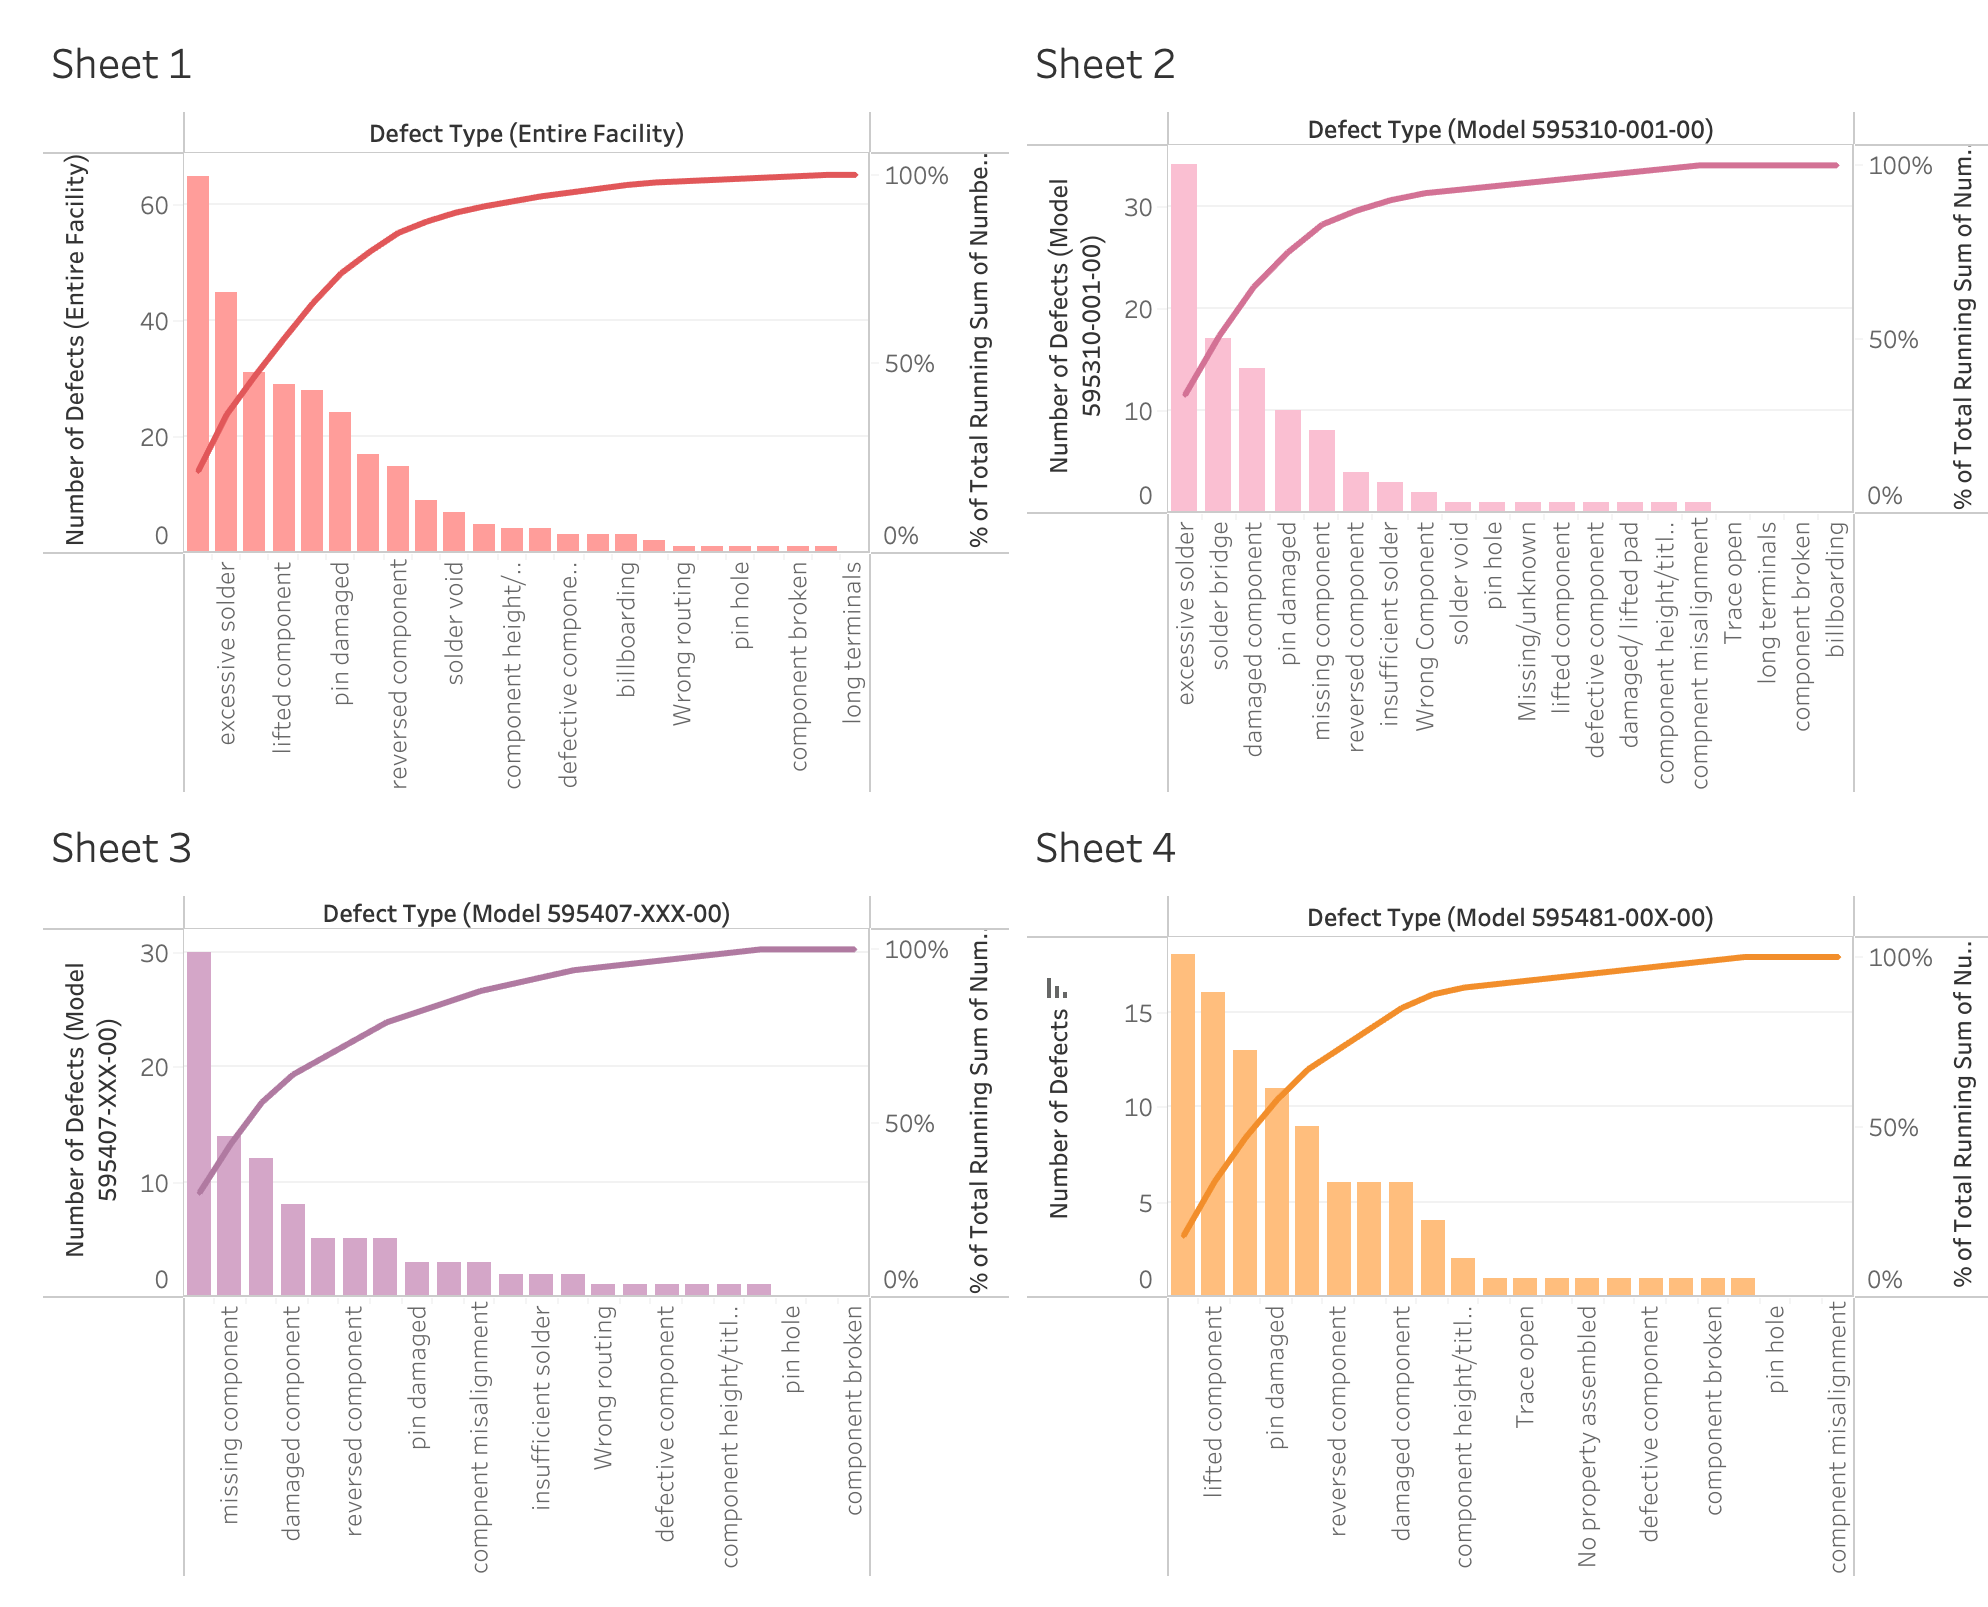 Sheet 1
Defect Type (Entire Facility)
Number of Defects (Entire Facility)
60
40
20
0
100%
50%
0%
% of Total Running Sum of Numbe..
excessive solder
lifted component
pin damaged
reversed component
solder void
component height/..
defective compone..
billboarding
Wrong routing
pin hole
component broken
long terminals
Sheet 2
Defect Type (Model 595310-001-00)
Number of Defects (Model
595310-001-00)
30
20
10
0
100%
50%
0%
% of Total Running Sum of Num..
excessive solder
solder bridge
damaged component
pin damaged
missing component
reversed component
insufficient solder
Wrong Component
solder void
pin hole
Missing/unknown
lifted component
defective component
damaged/ lifted pad
component height/titl..
component misalignment
Trace open
long terminals
component broken
billboarding
Sheet 3
Defect Type (Model 595407-XXX-00)
Number of Defects (Model
595407-XXX-00)
30
20
10
0
100%
50%
0%
% of Total Running Sum of Num..
missing component
damaged component
reversed component
pin damaged
component misalignment
insufficient solder
Wrong routing
defective component
component height/titl..
pin hole
component broken
Sheet 4
Defect Type (Model 595481-00X-00)
Number of Defects
15
10
5
0
100%
50%
0%
% of Total Running Sum of Nu..
lifted component
pin damaged
reversed component
damaged component
component height/titl..
Trace open
No property assembled
defective component
component broken
pin hole
component misalignment